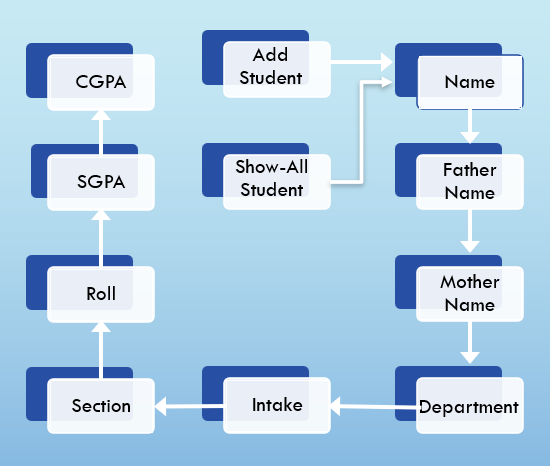 CGPA
Add
Student
Name
SGPA
Show-All
Student
Father
Name
Roll
Mother
Name
Section
Intake
Department